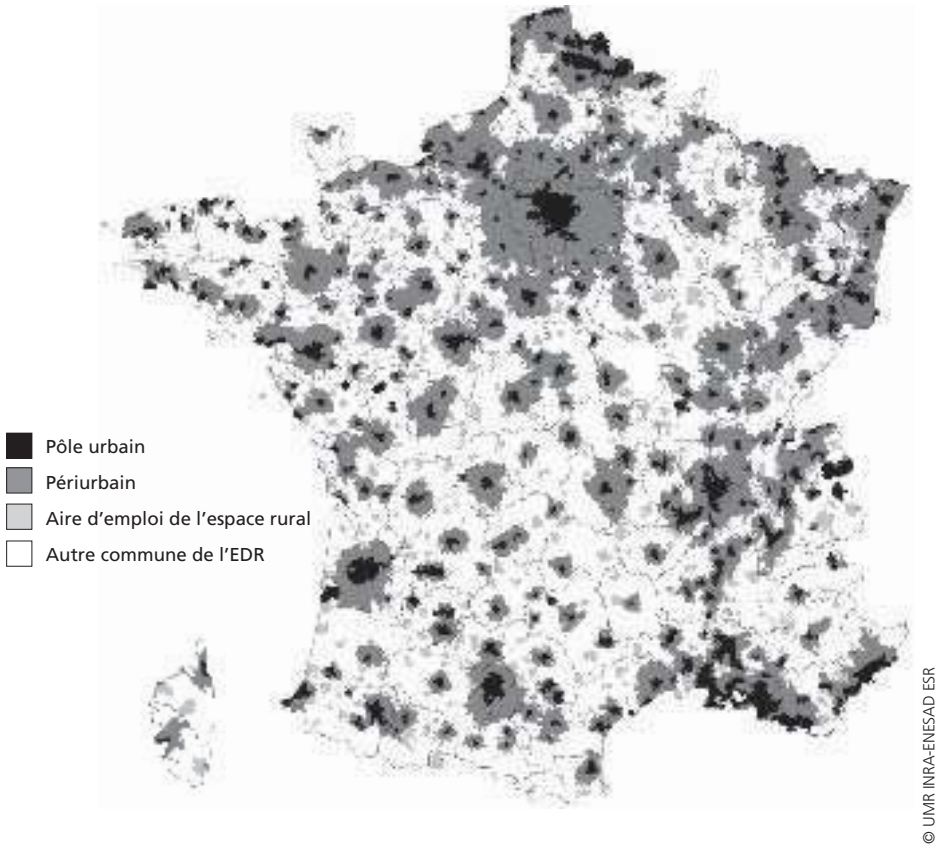 Pôle urbain
Périurbain
Aire d'emploi de l'espace rural
Autre commune de l'EDR
© UMR INRA-ENESAD ESR